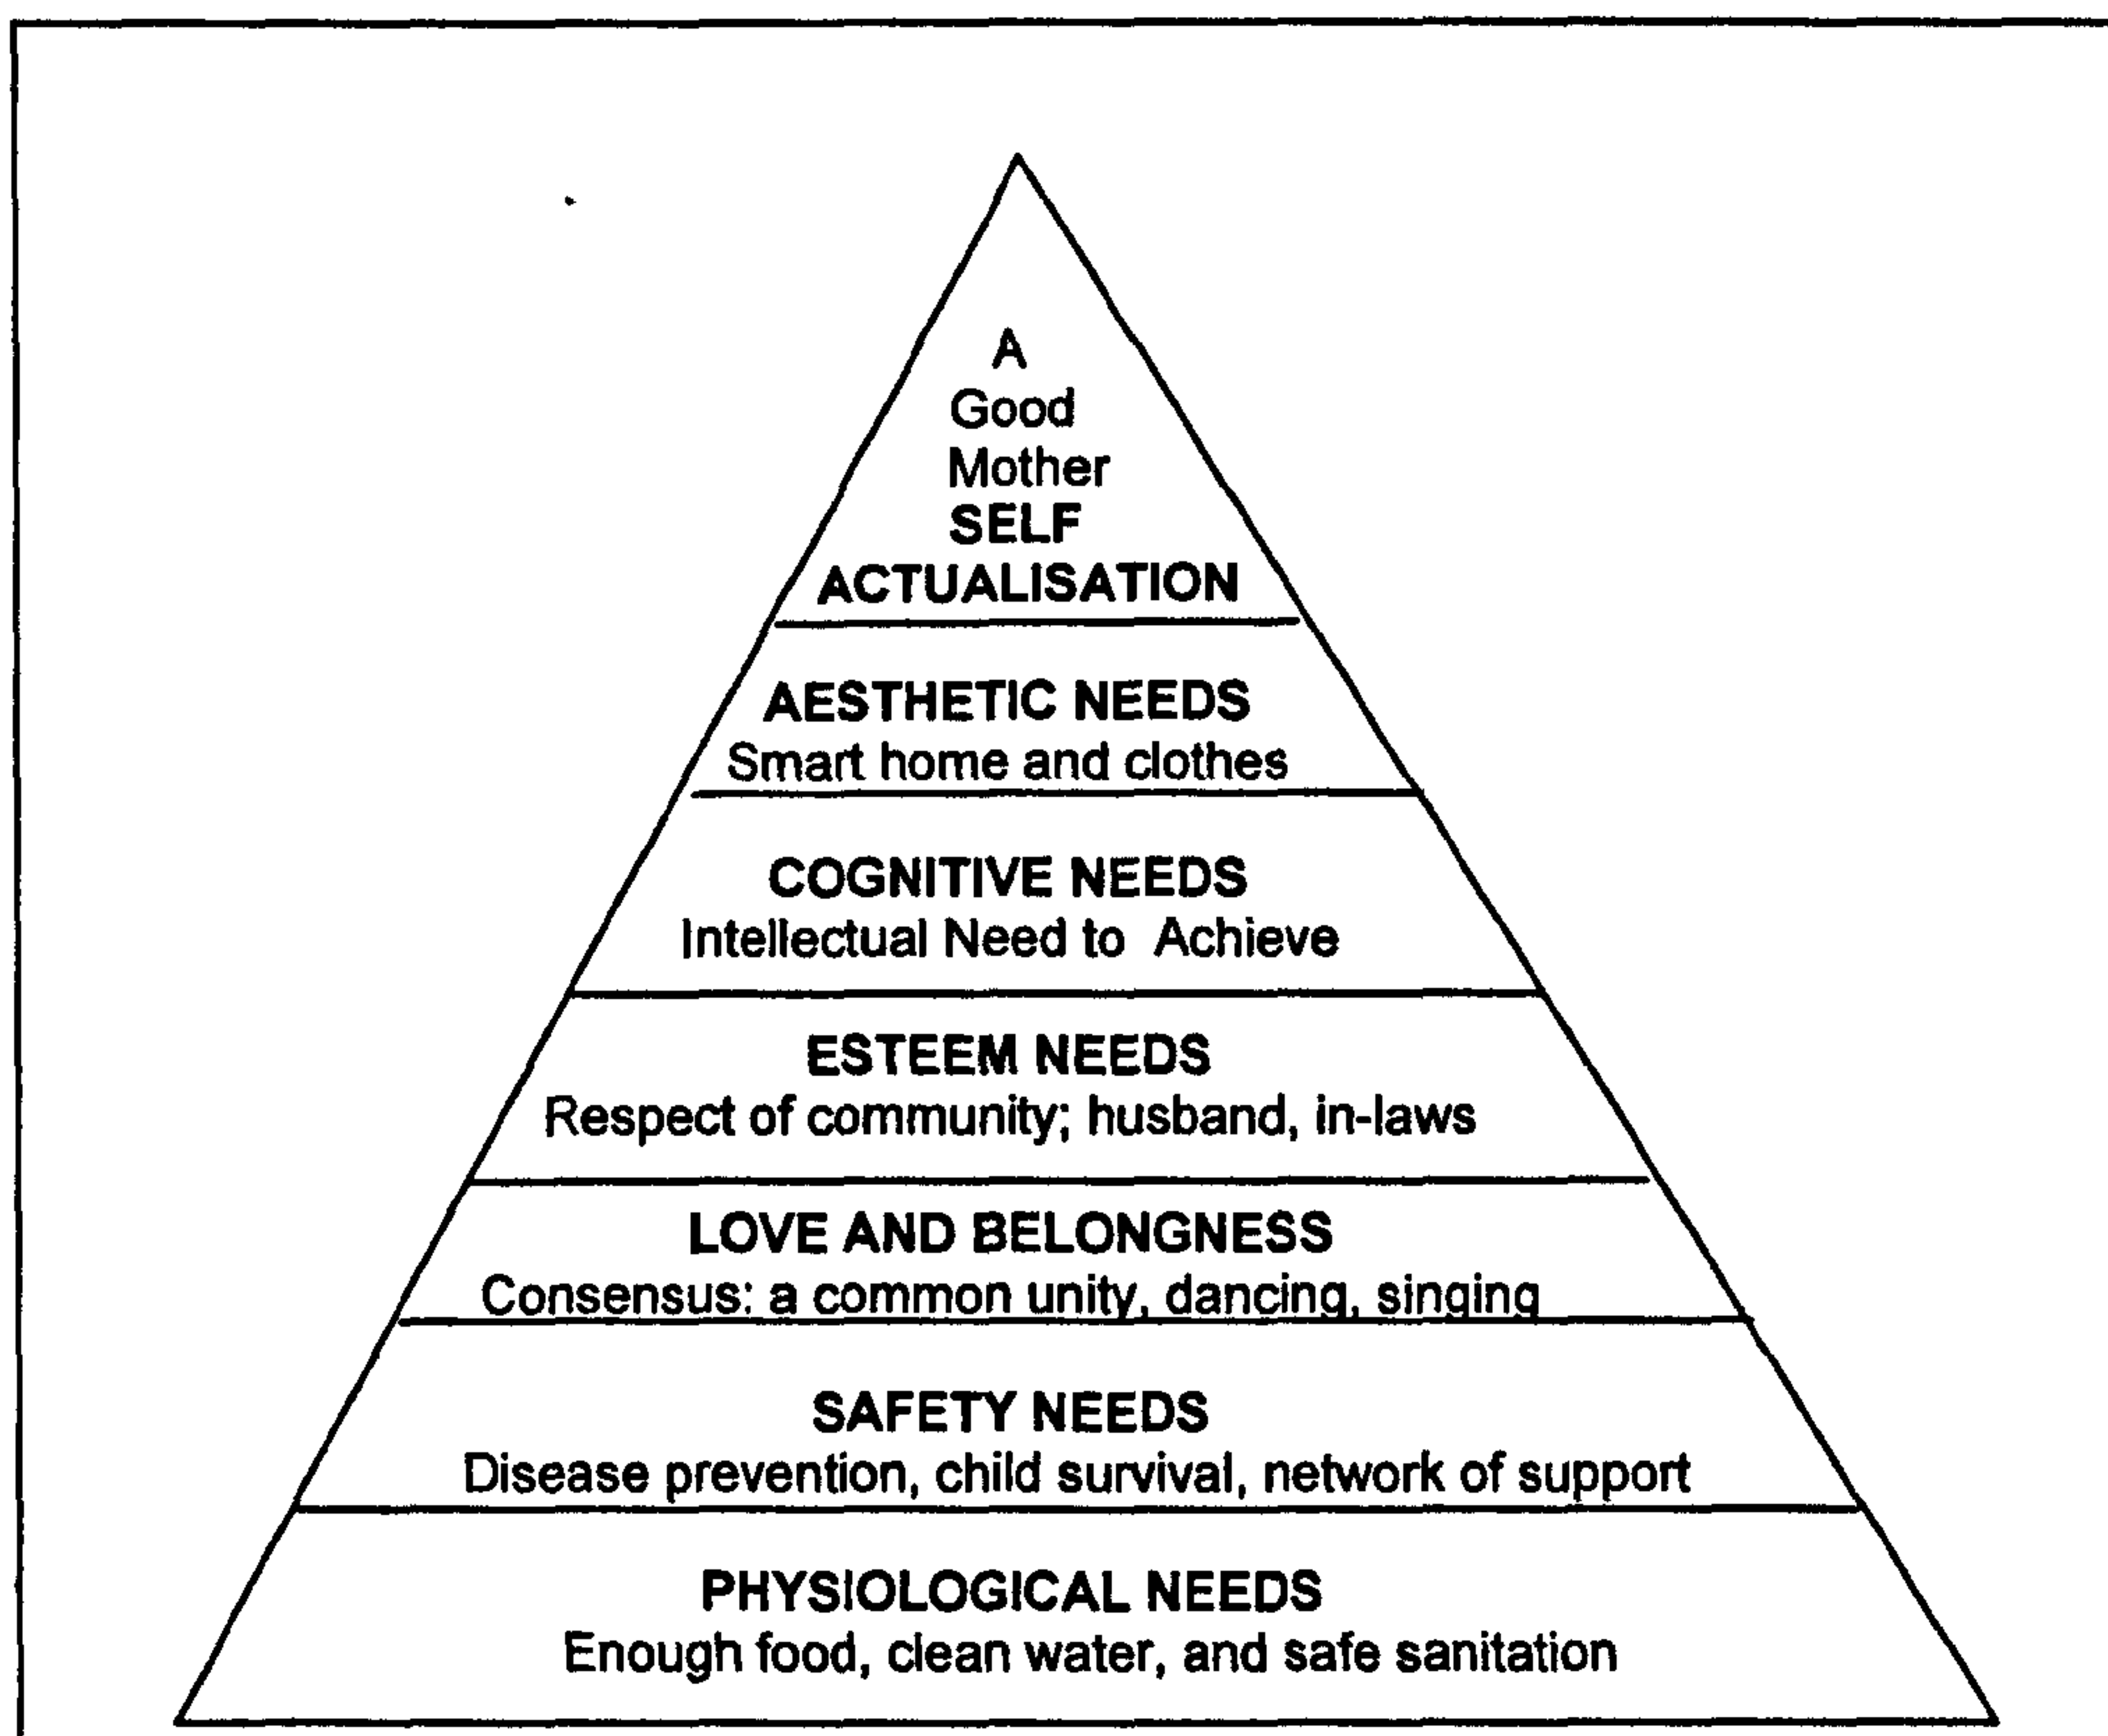 A
Good
Mother
SELF
ACTUALISATION
AESTHETIC NEEDS
Smart home and clothes
COGNITIVE NEEDS
Intellectual Need to Achieve
ESTEEM NEEDS
Respect of community; husband, in-laws
LOVE AND BELONGNESS
Consensus: a common unity, dancing, singing
SAFETY NEEDS
Disease prevention, child survival, network of support
PHYSIOLOGICAL NEEDS
Enough food, clean water, and safe sanitation